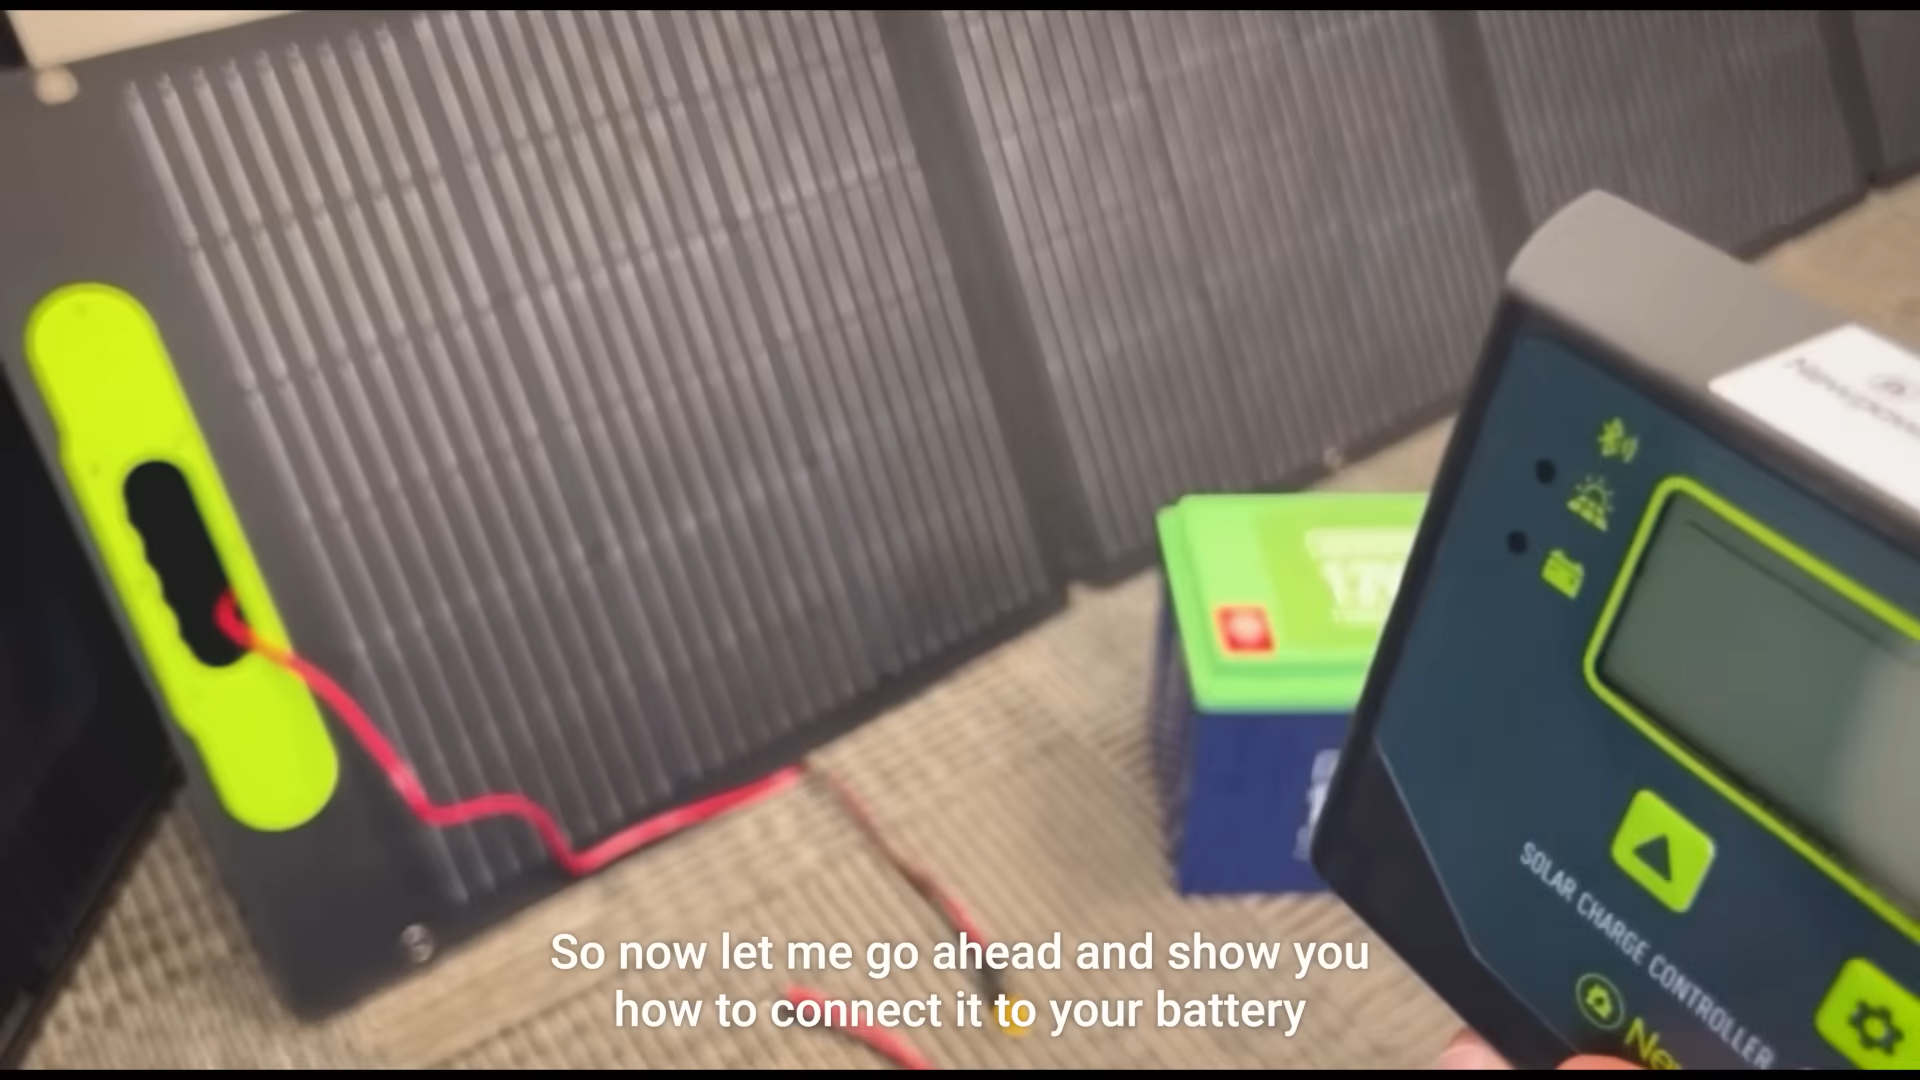 SOLAR CHARGE CONTROLLER
So now let me go ahead and show you
how to connect it to your battery